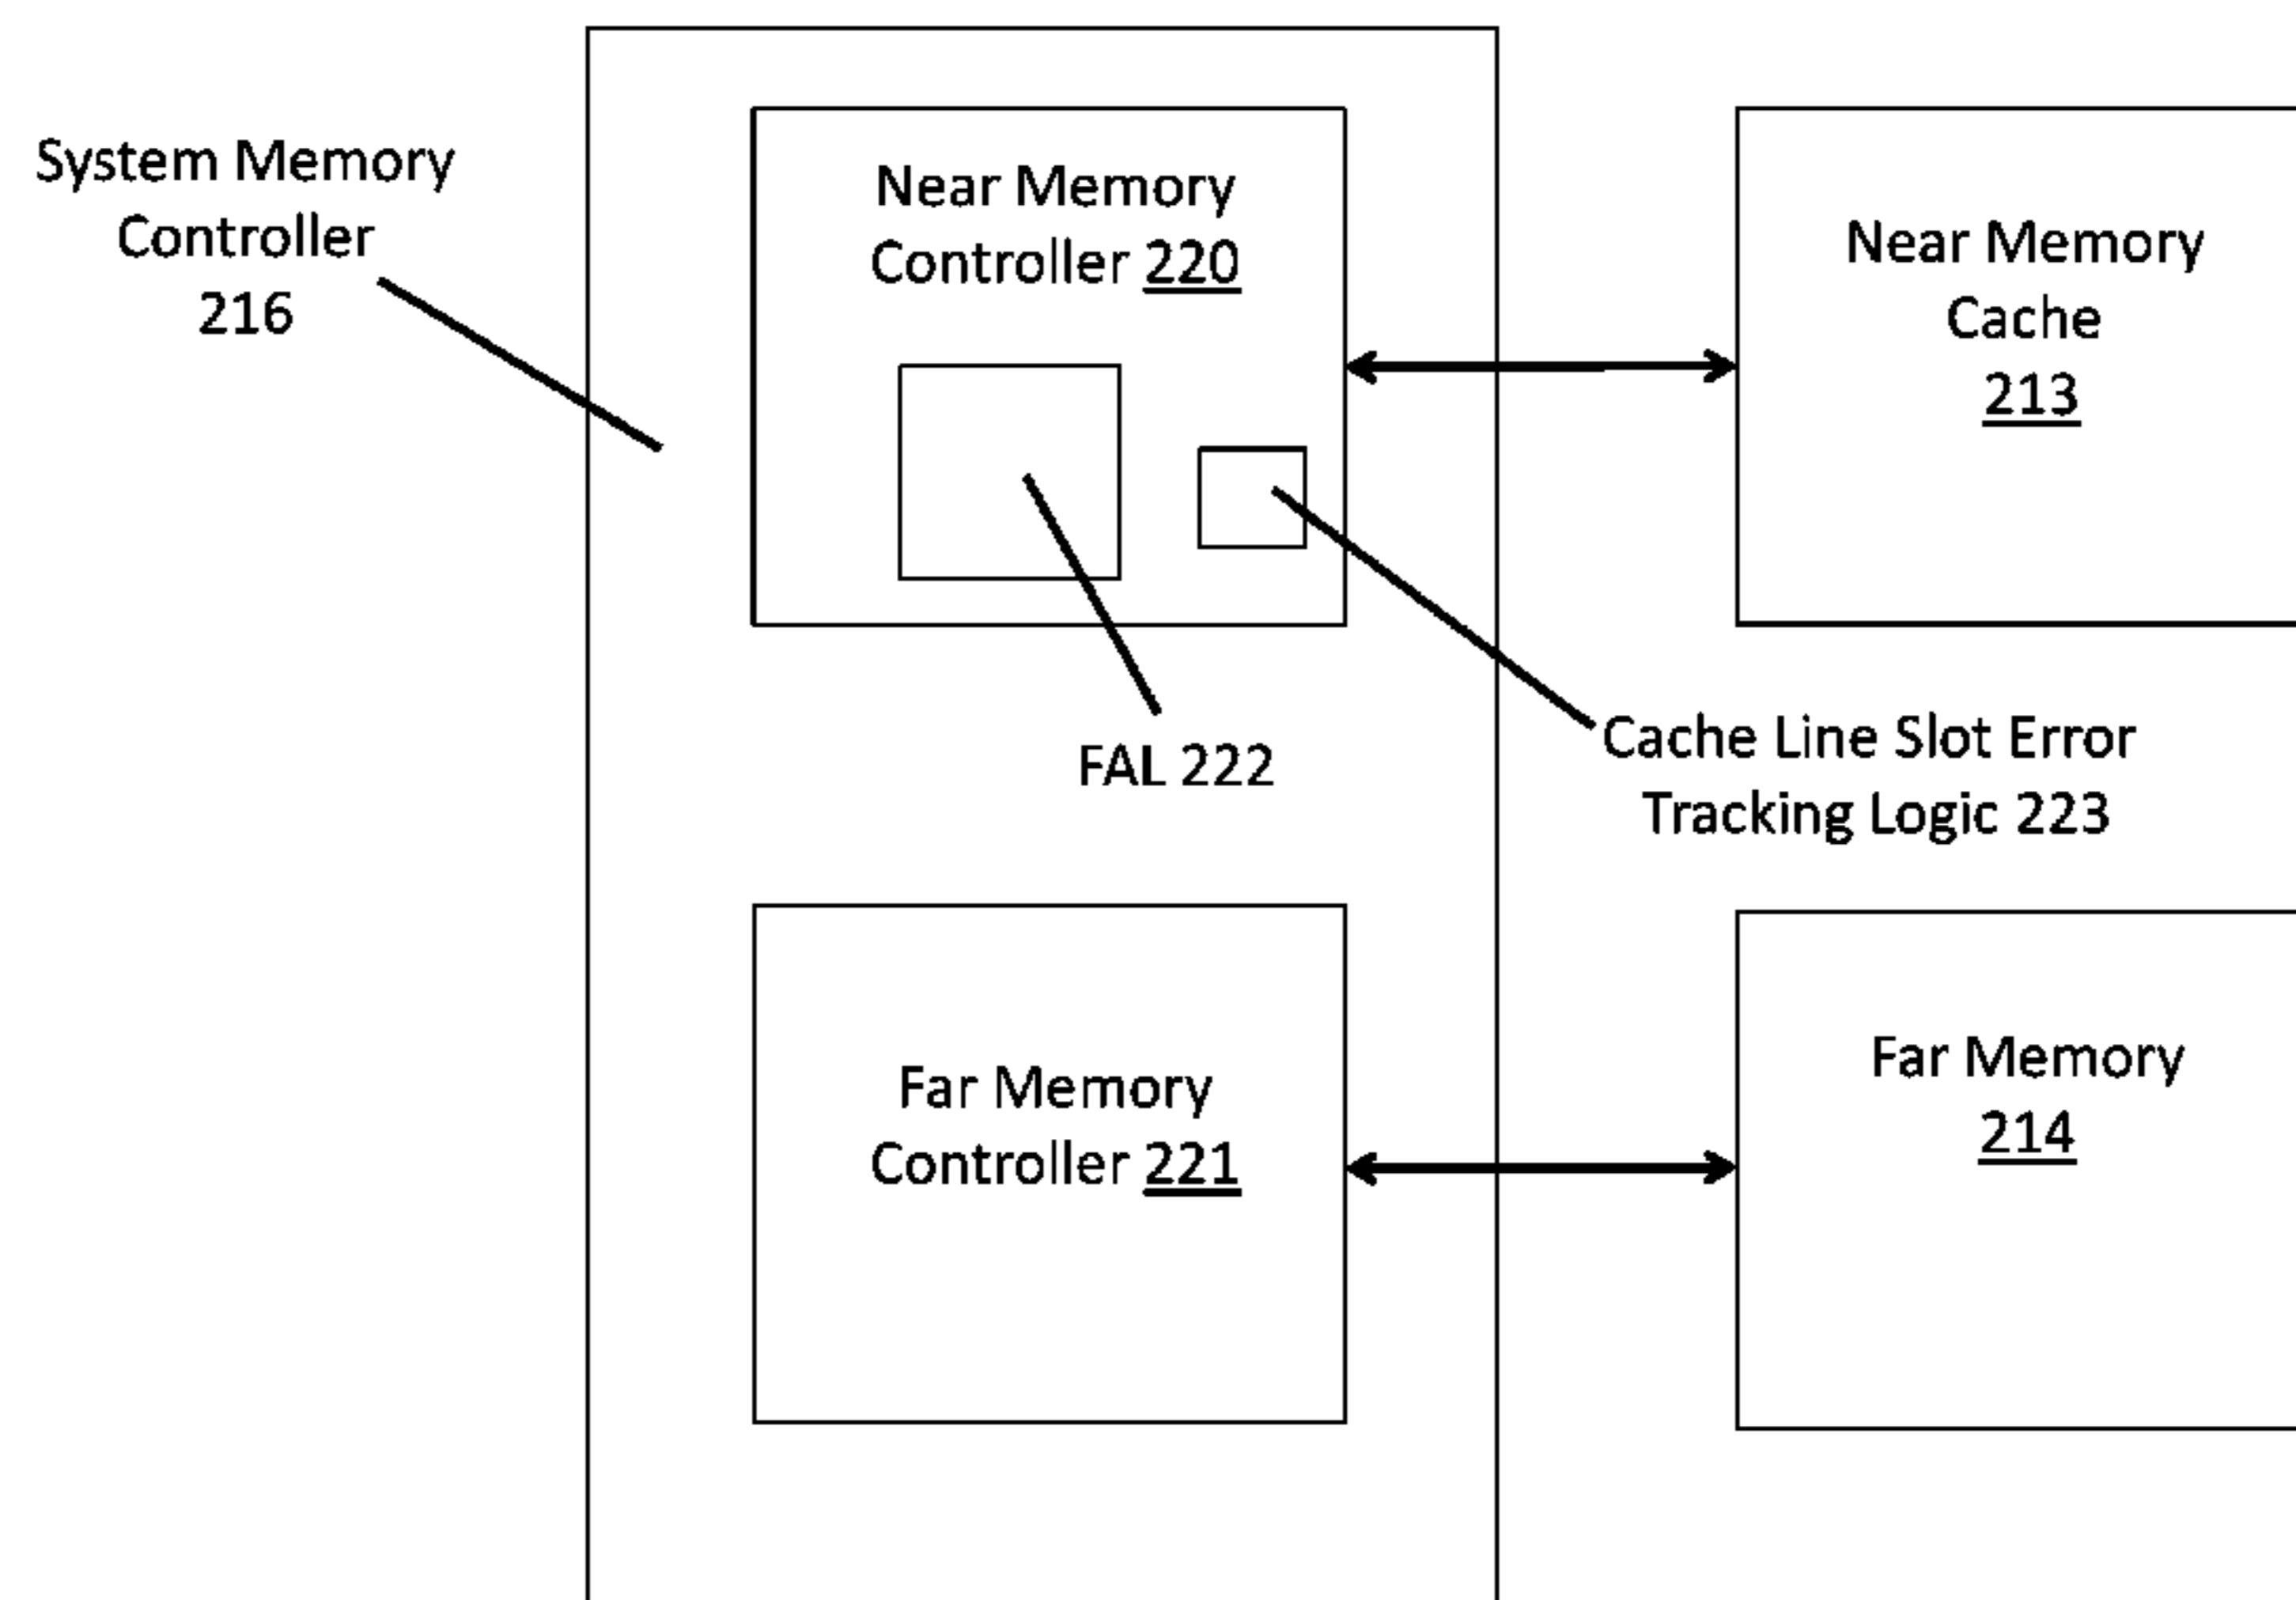 System Memory
Controller
216
Near Memory
Controller 220
Near Memory
Cache
213
FAL 222
Cache Line Slot Error
Tracking Logic 223
Far Memory
Controller 221
Far Memory
214